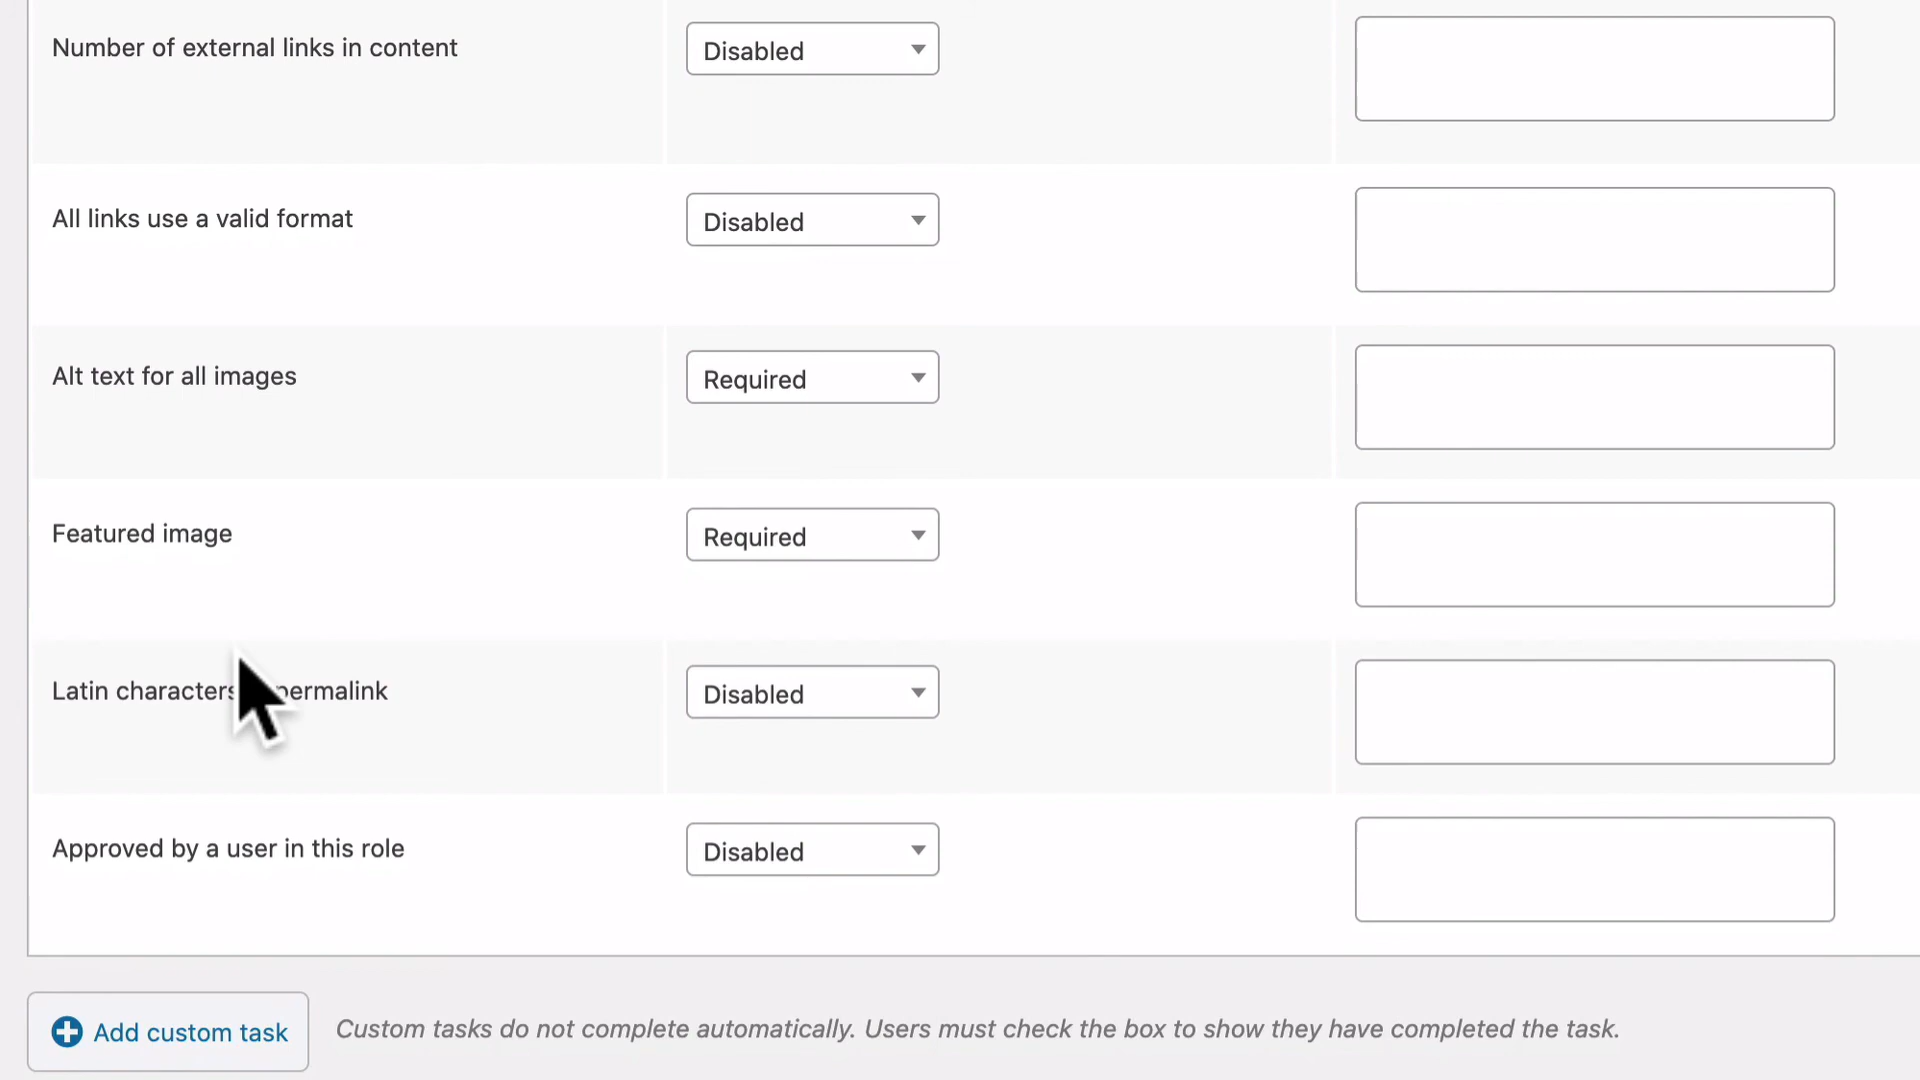 Number of external links in content
Disabled
All links use a valid format
Disabled
Alt text for all images
Required
Featured image
Required
Latin characters permalink
Disabled
Approved by a user in this role
Disabled
Add custom task
Custom tasks do not complete automatically. Users must check the box to show they have completed the task.